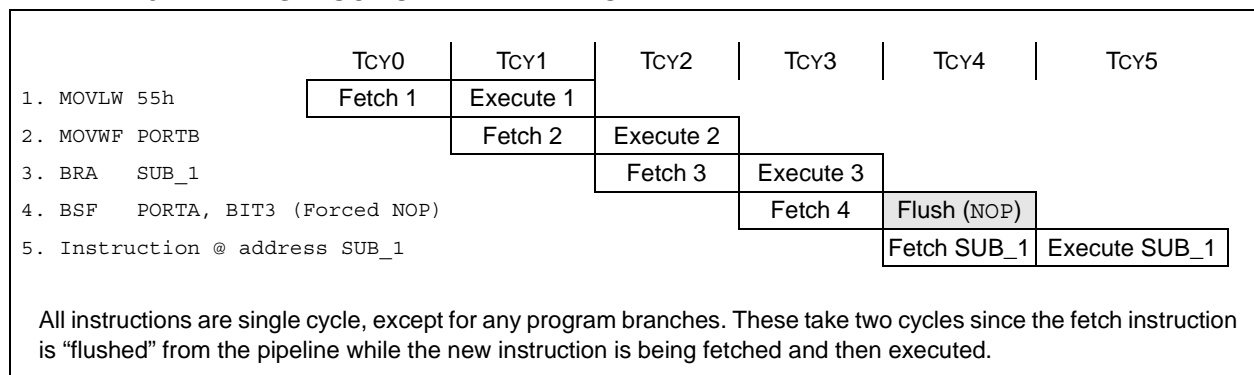 TCY0 TCY1 TCY2 TCY3 TCY4 TCY5
1. MOVLW 55h Fetch 1 Execute 1
2. MOVWF PORTB Fetch 2 Execute 2
3. BRA SUB_1 Fetch 3 Execute 3
4. BSF PORTA, BIT3 (Forced NOP) Fetch 4 Flush (NOP)
5. Instruction @ address SUB_1 Fetch SUB_1 Execute SUB_1
All instructions are single cycle, except for any program branches. These take two cycles since the fetch instruction
is “flushed” from the pipeline while the new instruction is being fetched and then executed.